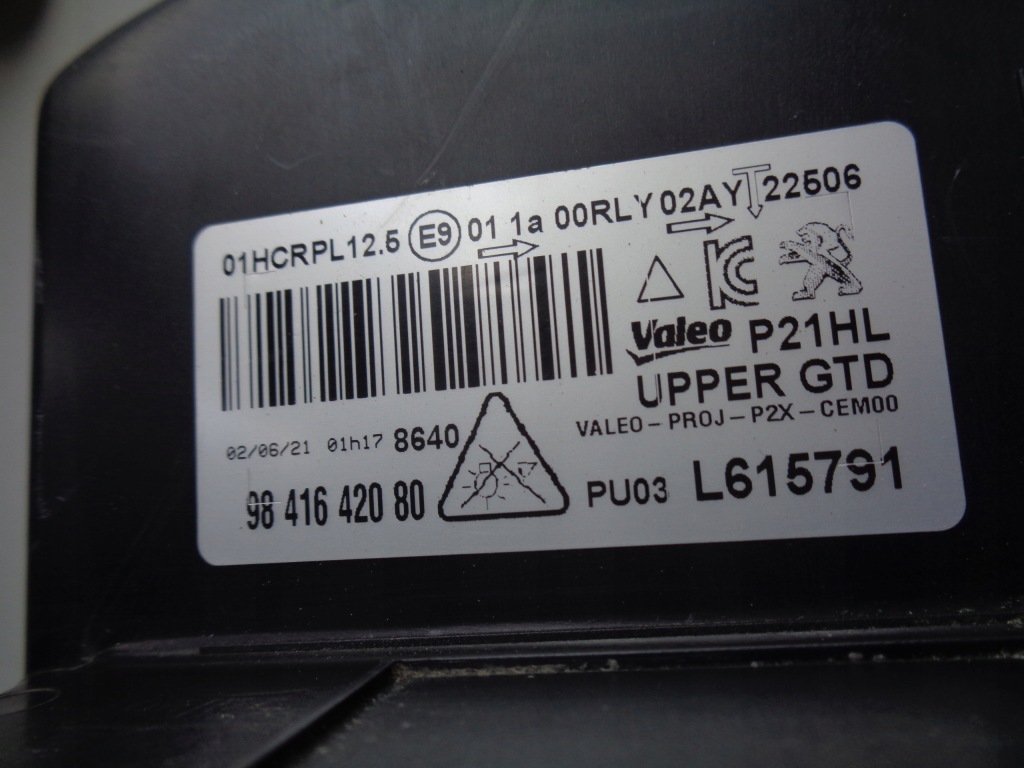 01HCRPL12.5 E9 01 1a 00RLY 02AY 22506
Valeo P21HL
UPPER GTD
VALEO-PROJ-P2X-CEM00
02/06/21 01h17 8640
98 416 420 80
PU03 L615791